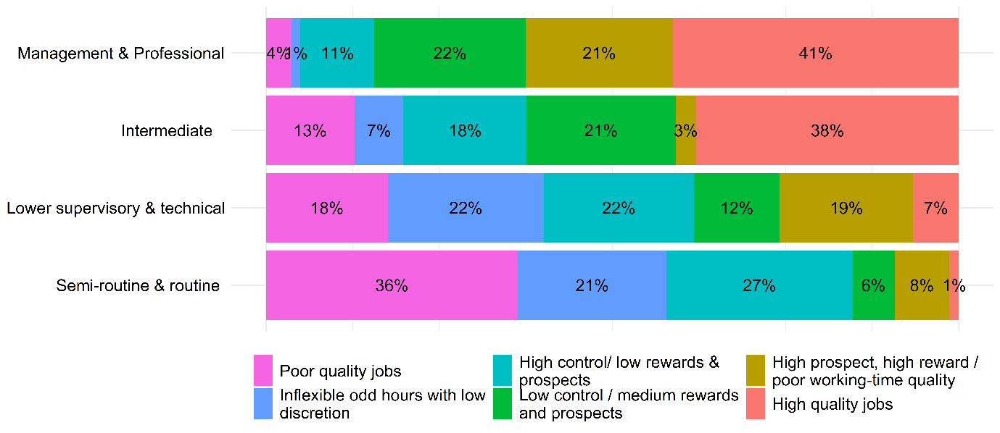 Management & Professional 4% 1% 11% 22% 21% 41%
Intermediate 13% 7% 18% 21% 3% 38%
Lower supervisory & technical 18% 22% 22% 12% 19% 7%
Semi-routine & routine 36% 21% 27% 6% 8% 1%
Poor quality jobs
Inflexible odd hours with low
discretion
High control/ low rewards &
prospects
Low control / medium rewards
and prospects
High prospect, high reward /
poor working-time quality
High quality jobs